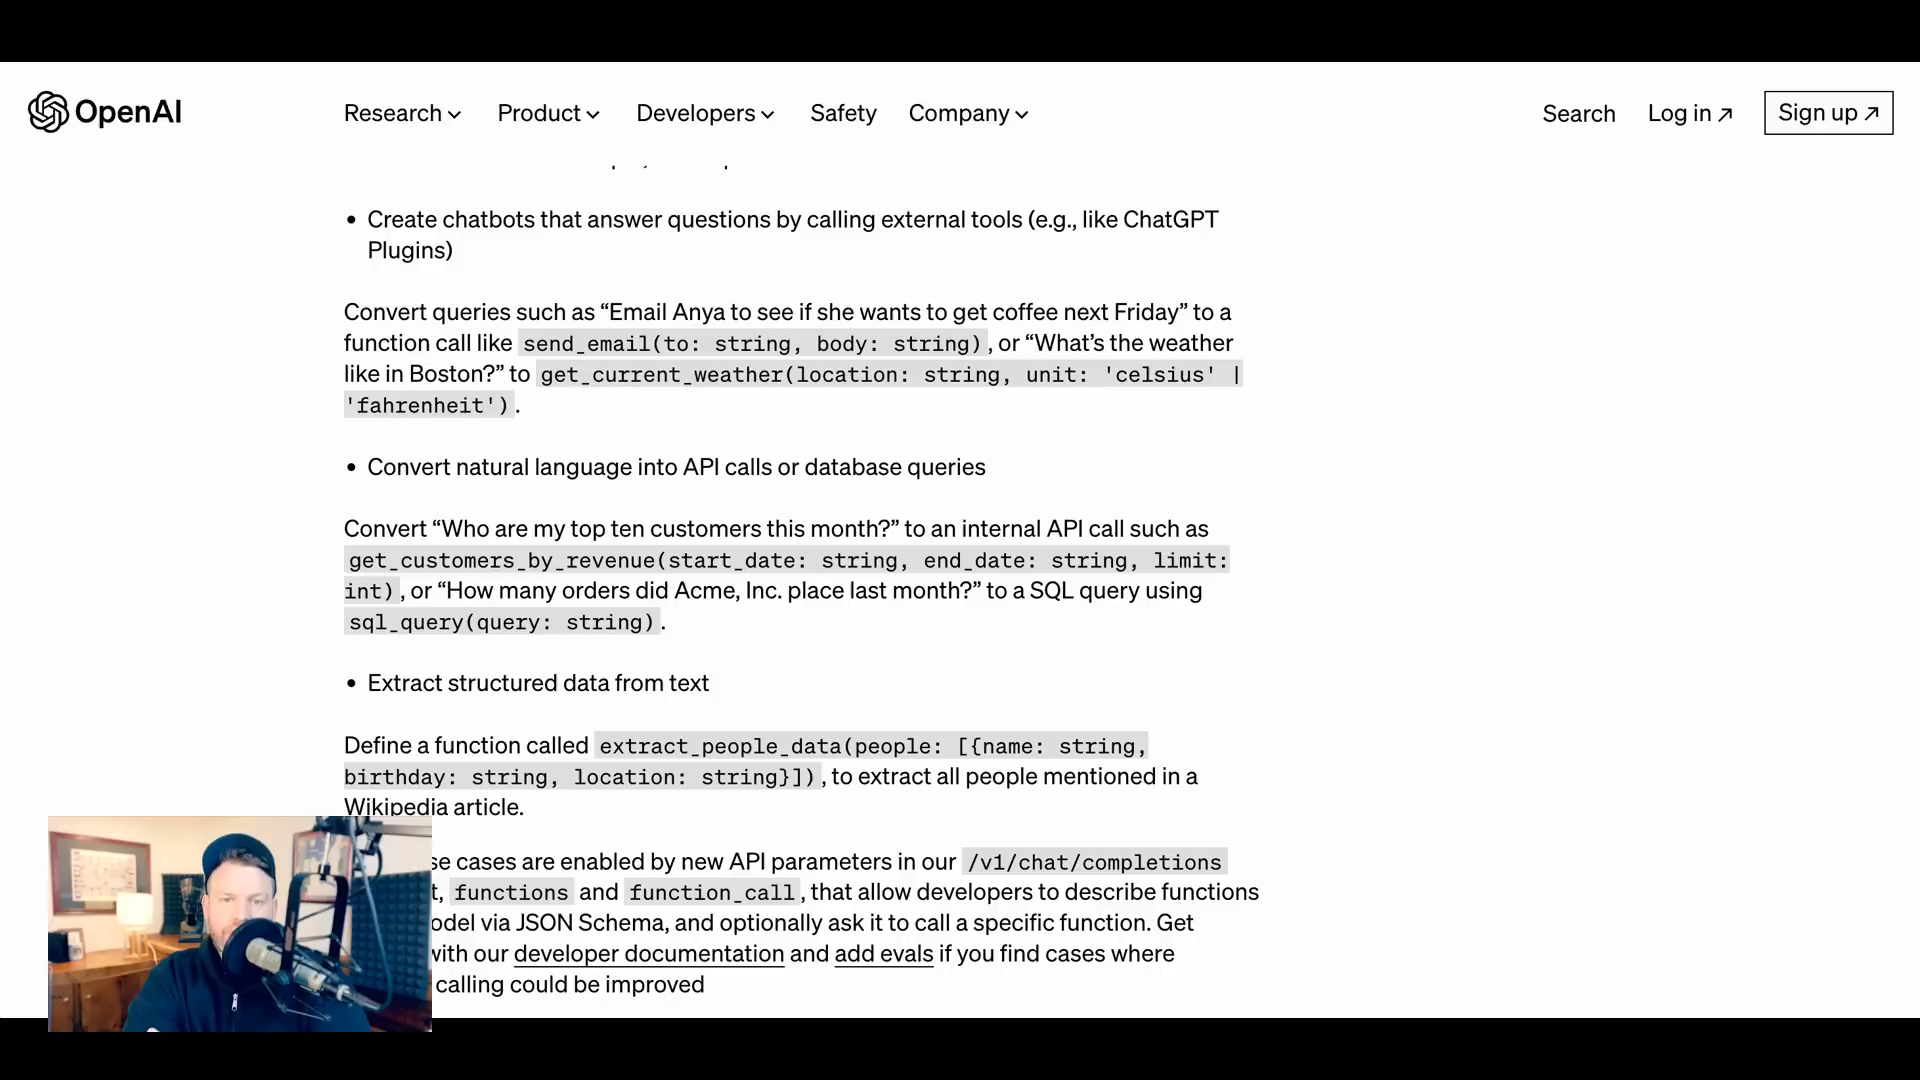 OpenAI
Research
Product
Developers
Safety
Company
Search
Log in ↗
Sign up ↗
• Create chatbots that answer questions by calling external tools (e.g., like ChatGPT
Plugins)
Convert queries such as “Email Anya to see if she wants to get coffee next Friday” to a
function call like send_email(to: string, body: string), or “What’s the weather
like in Boston?” to get_current_weather(location: string, unit: 'celsius' |
'fahrenheit').
• Convert natural language into API calls or database queries
Convert “Who are my top ten customers this month?” to an internal API call such as
get_customers_by_revenue(start_date: string, end_date: string, limit:
int), or “How many orders did Acme, Inc. place last month?” to a SQL query using
sql_query(query: string).
• Extract structured data from text
Define a function called extract_people_data(people: [{name: string,
birthday: string, location: string}]), to extract all people mentioned in a
Wikipedia article.
cases are enabled by new API parameters in our /v1/chat/completions
functions and function_call, that allow developers to describe functions
via JSON Schema, and optionally ask it to call a specific function. Get
with our developer documentation and add evals if you find cases where
calling could be improved